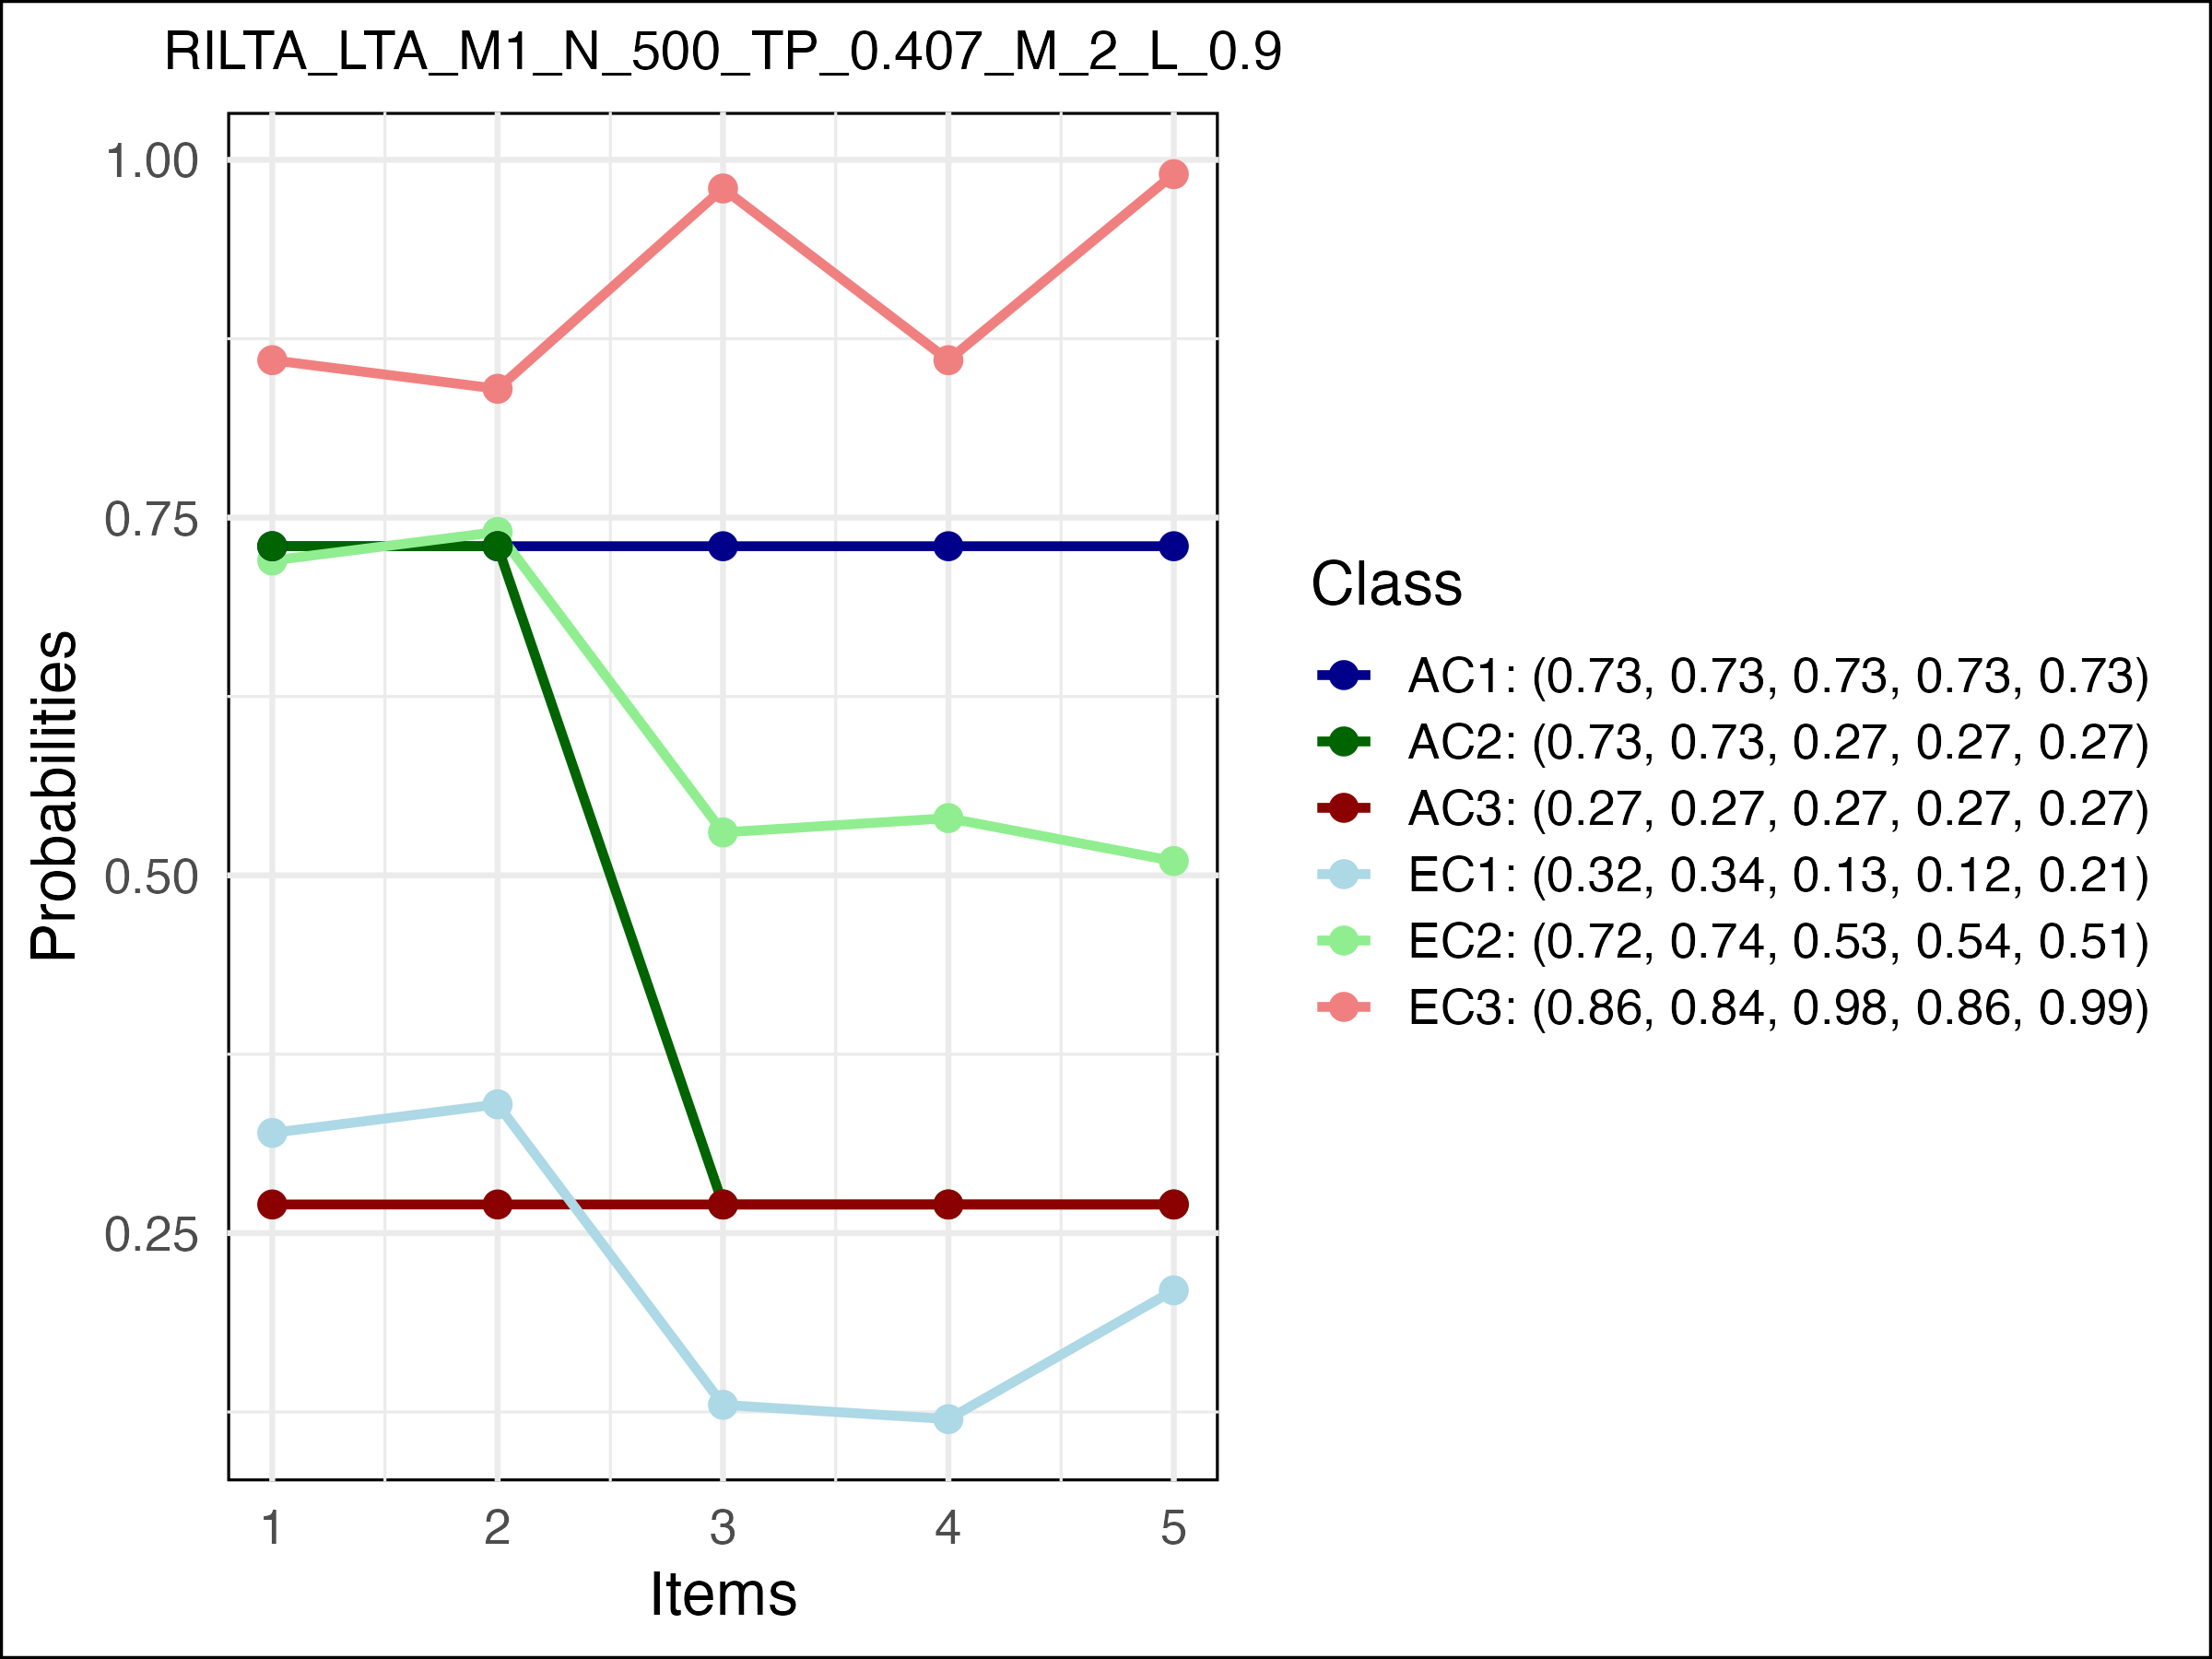 RILTA_LTA_M1_N_500_TP_0.407_M_2_L_0.9
1.00
0.75
0.50
0.25
Probabilities
1 2 3 4 5
Items
Class
AC1: (0.73, 0.73, 0.73, 0.73, 0.73)
AC2: (0.73, 0.73, 0.27, 0.27, 0.27)
AC3: (0.27, 0.27, 0.27, 0.27, 0.27)
EC1: (0.32, 0.34, 0.13, 0.12, 0.21)
EC2: (0.72, 0.74, 0.53, 0.54, 0.51)
EC3: (0.86, 0.84, 0.98, 0.86, 0.99)